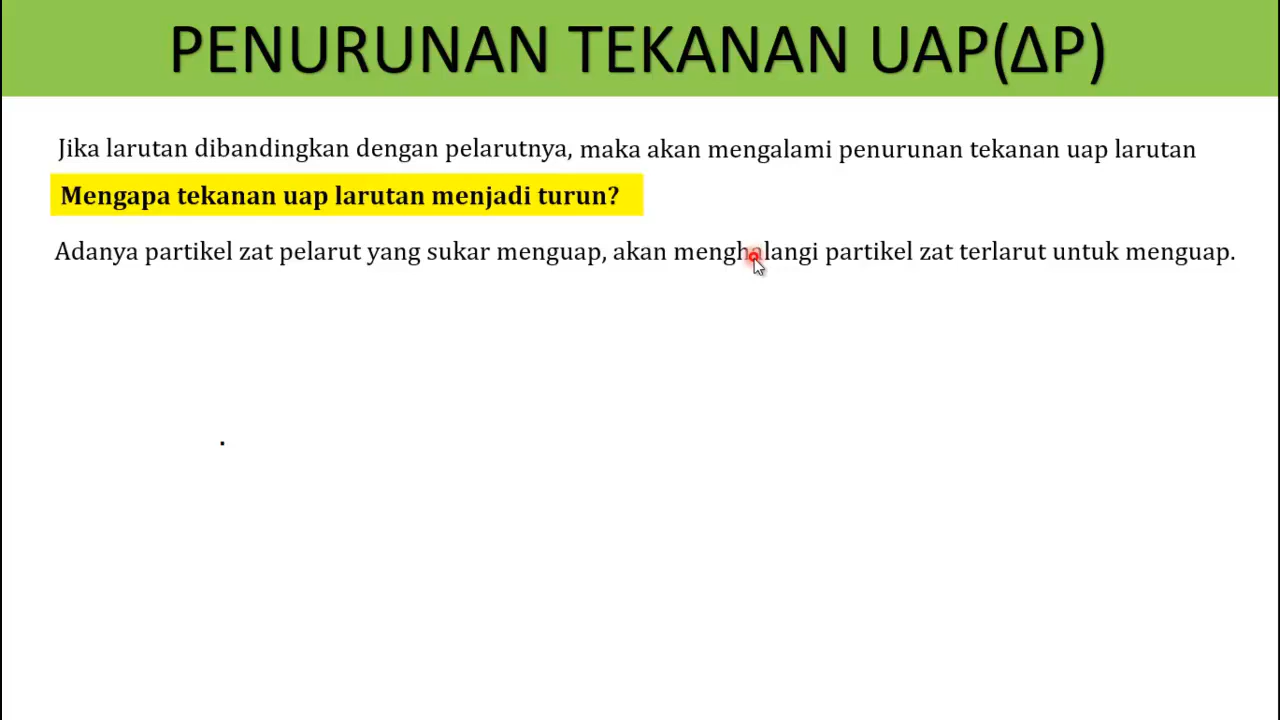 PENURUNAN TEKANAN UAP(ΔP)
Jika larutan dibandingkan dengan pelarutnya, maka akan mengalami penurunan tekanan uap larutan
Mengapa tekanan uap larutan menjadi turun?
Adanya partikel zat pelarut yang sukar menguap, akan menghalangi partikel zat terlarut untuk menguap.
.